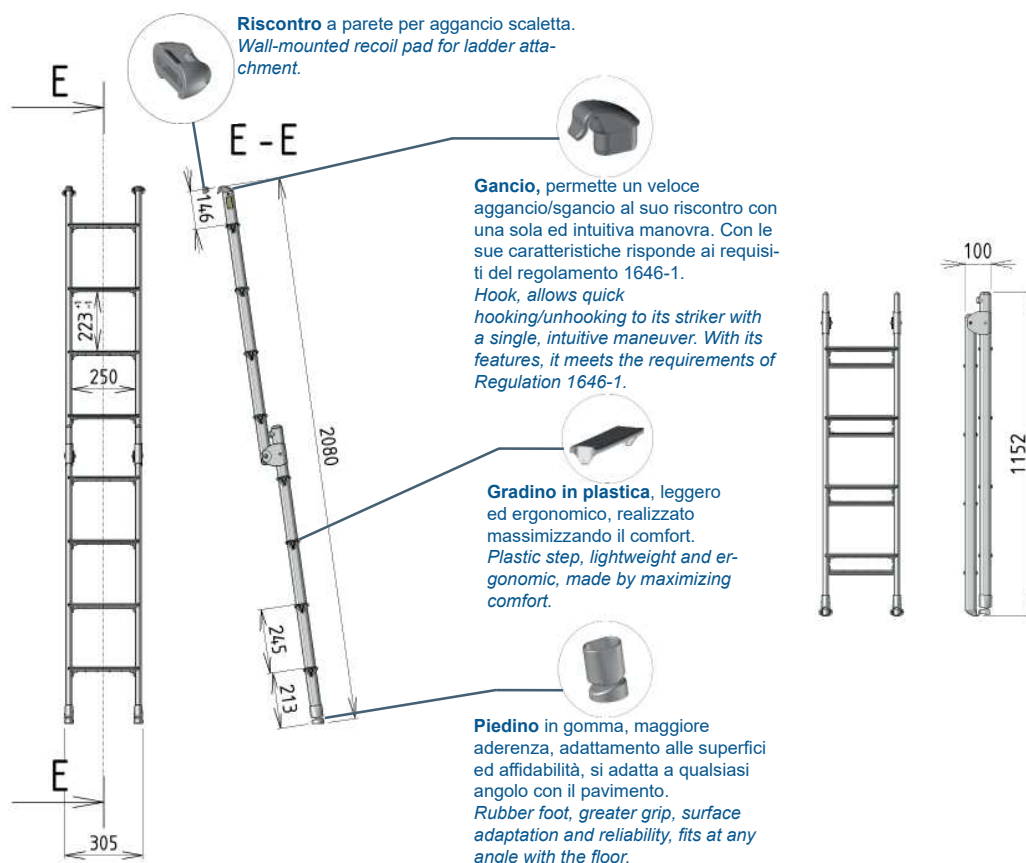 Riscontro a parete per aggancio scaletta.
Wall-mounted recoil pad for ladder atta-
chment.
E
E - E
146
Gancio, permette un veloce
aggancio/sgancio al suo riscontro con
una sola ed intuitiva manovra. Con le
sue caratteristiche risponde ai requisi-
ti del regolamento 1646-1.
Hook, allows quick
hooking/unhooking to its striker with
a single, intuitive maneuver. With its
features, it meets the requirements of
Regulation 1646-1.
100
223 +1 -1
250
2080
1152
Gradino in plastica, leggero
ed ergonomico, realizzato
massimizzando il comfort.
Plastic step, lightweight and er-
gonomic, made by maximizing
comfort.
245
213
Piedino in gomma, maggiore
aderenza, adattamento alle superfici
ed affidabilità, si adatta a qualsiasi
angolo con il pavimento.
Rubber foot, greater grip, surface
adaptation and reliability, fits at any
angle with the floor.
E
305